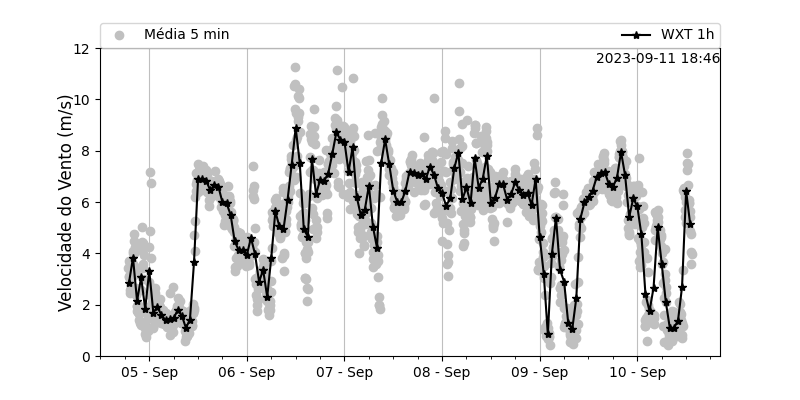 Média 5 min
WXT 1h
2023-09-11 18:46
Velocidade do Vento (m/s)
12
10
8
6
4
2
0
05 - Sep
06 - Sep
07 - Sep
08 - Sep
09 - Sep
10 - Sep